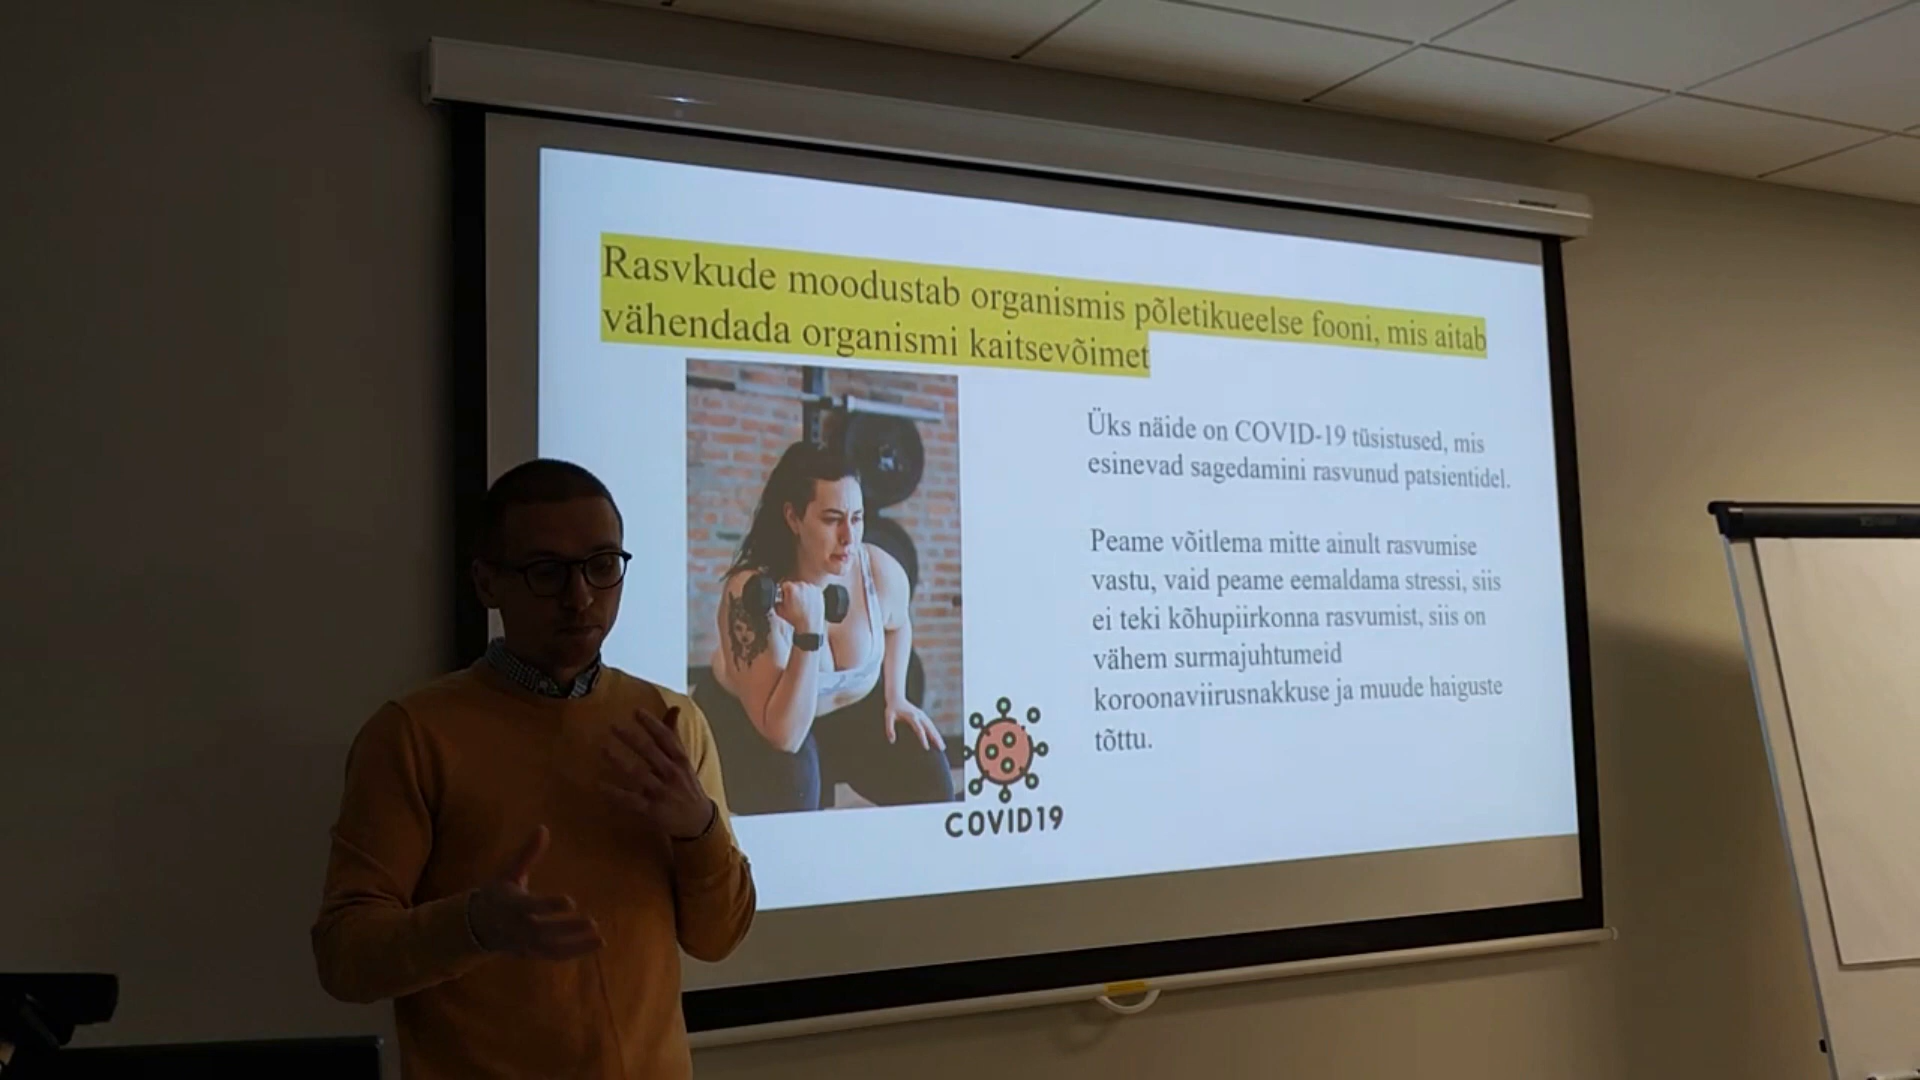 Rasvkude moodustab organismis põletikueelse fooni, mis aitab
vähendada organismi kaitsevõimet
Üks näide on COVID-19 tüsistused, mis
esinevad sagedamini rasvunud patsientidel.
Peame võitlema mitte ainult rasvumise
vastu, vaid peame eemaldama stressi, siis
ei teki kõhupiirkonna rasvumist, siis on
vähem surmajuhtumeid
koroonaviirusnakkuse ja muude haiguste
tõttu.
COVID19